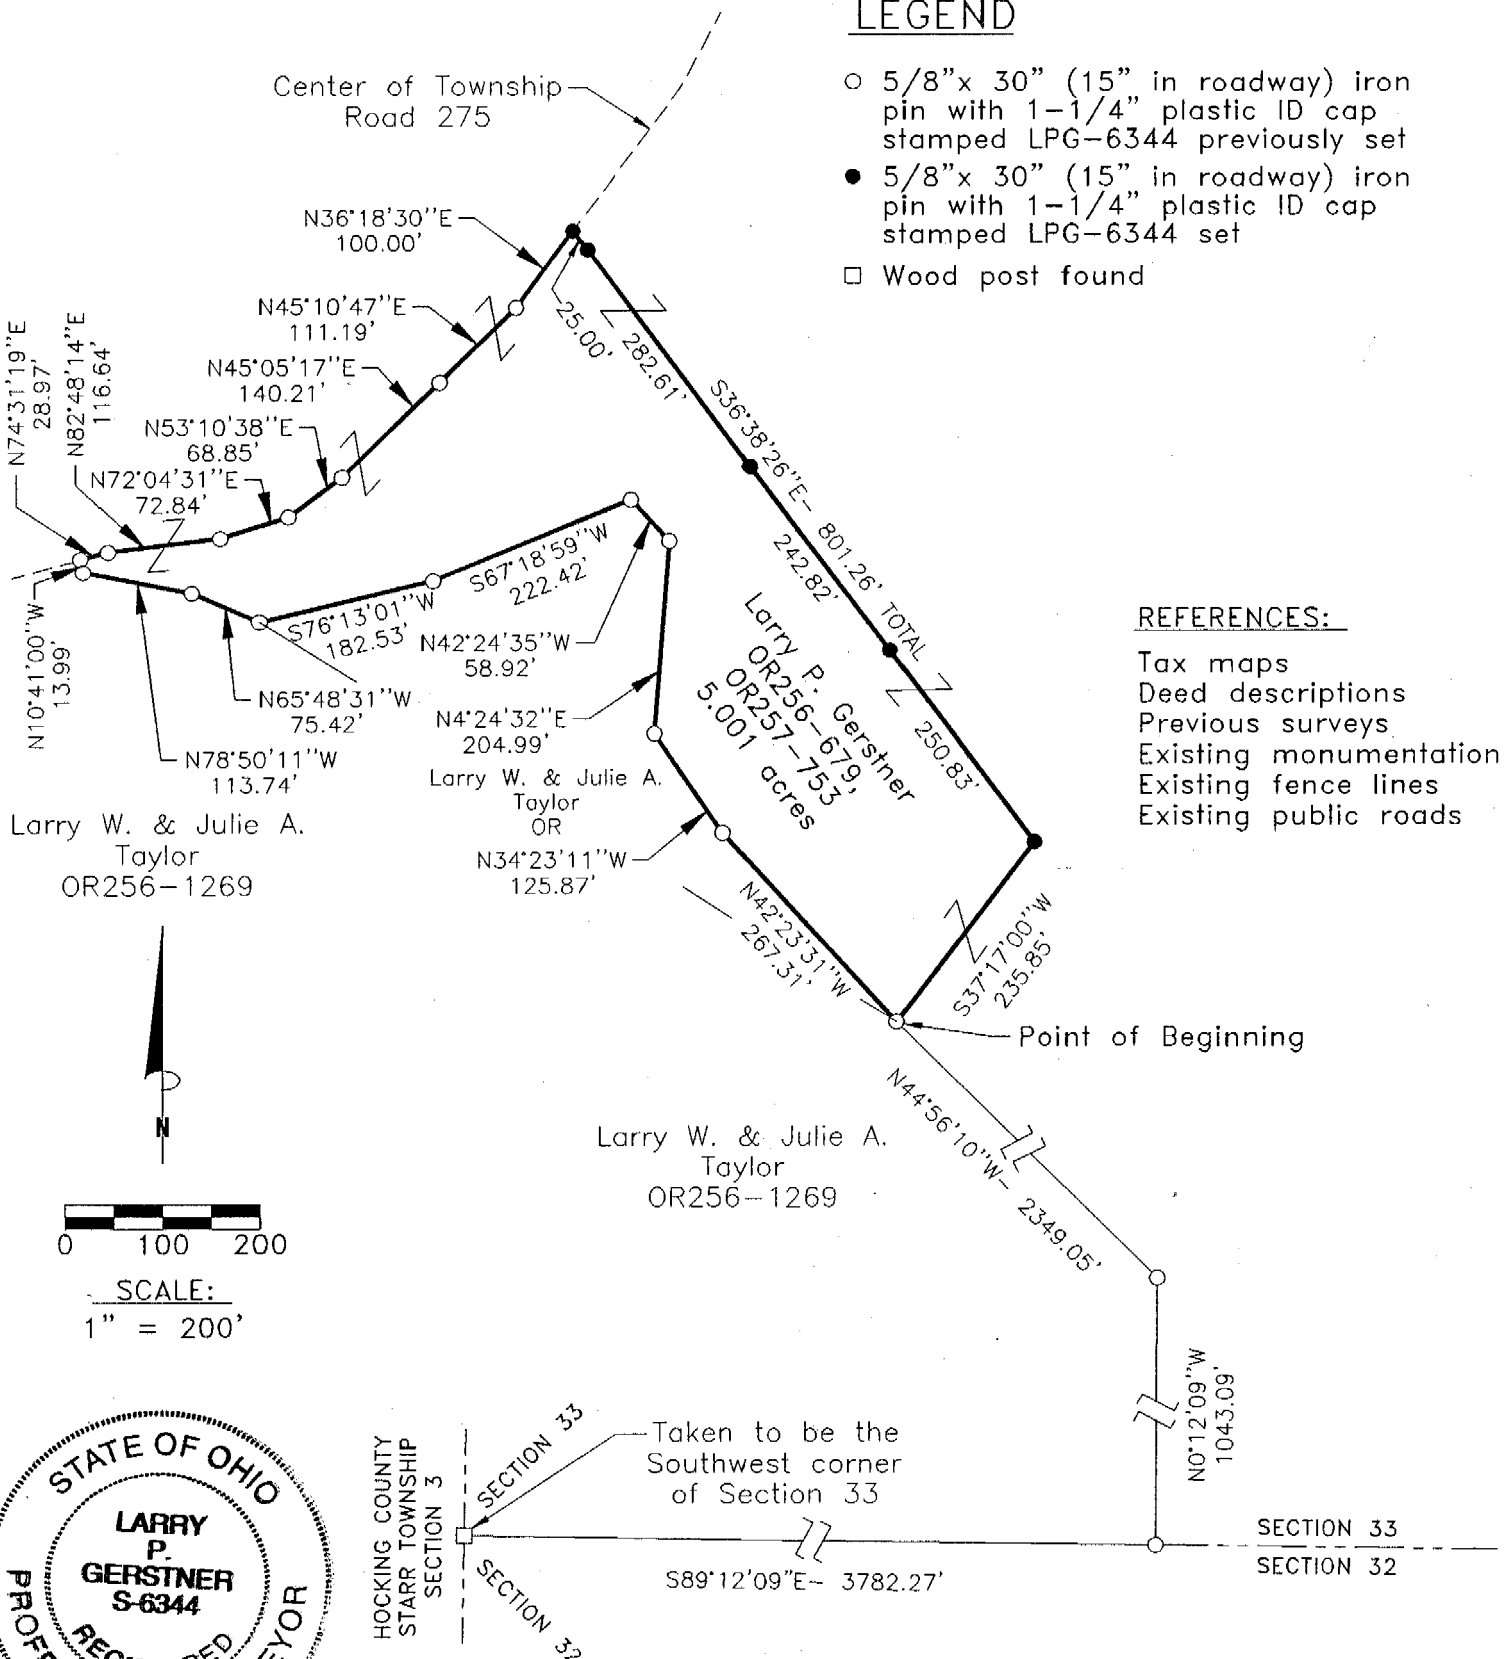 LEGEND
5/8"x 30" (15" in roadway) iron
pin with 1-1/4" plastic ID cap
stamped LPG-6344 previously set
5/8"x 30" (15" in roadway) iron
pin with 1-1/4" plastic ID cap
stamped LPG-6344 set
Wood post found
Center of Township
Road 275
N36°18'30"E
100.00'
N45°10'47"E
111.19'
N45°05'17"E
140.21'
N53°10'38"E
68.85'
N72°04'31"E
72.84'
N82°48'14"E
116.64'
N74°31'19"E
28.97'
N10°41'00"W
13.99'
25.00'
282.61'
S36°38'26"E- 801.26' TOTAL
242.82'
250.83'
S67°18'59"W
222.42'
S76°13'01"W
182.53'
N42°24'35"W
58.92'
N65°48'31"W
75.42'
N78°50'11"W
113.74'
N4°24'32"E
204.99'
Larry W. & Julie A.
Taylor
OR
N34°23'11"W
125.87'
Larry P. Gerstner
OR256-679,
OR257-753
5.001 acres
Larry W. & Julie A.
Taylor
OR256-1269
N42°23'31"W
267.31'
S37°17'00"W
235.85'
Point of Beginning
REFERENCES:
Tax maps
Deed descriptions
Previous surveys
Existing monumentation
Existing fence lines
Existing public roads
N
0 100 200
SCALE:
1" = 200'
Larry W. & Julie A.
Taylor
OR256-1269
N44°56'10"W- 2349.05'
N0°12'09"W
1043.09'
Taken to be the
Southwest corner
of Section 33
HOCKING COUNTY
STARR TOWNSHIP
SECTION 3
SECTION 33
SECTION 32
S89°12'09"E- 3782.27'
SECTION 33
SECTION 32
STATE OF OHIO
LARRY
P.
GERSTNER
S-6344